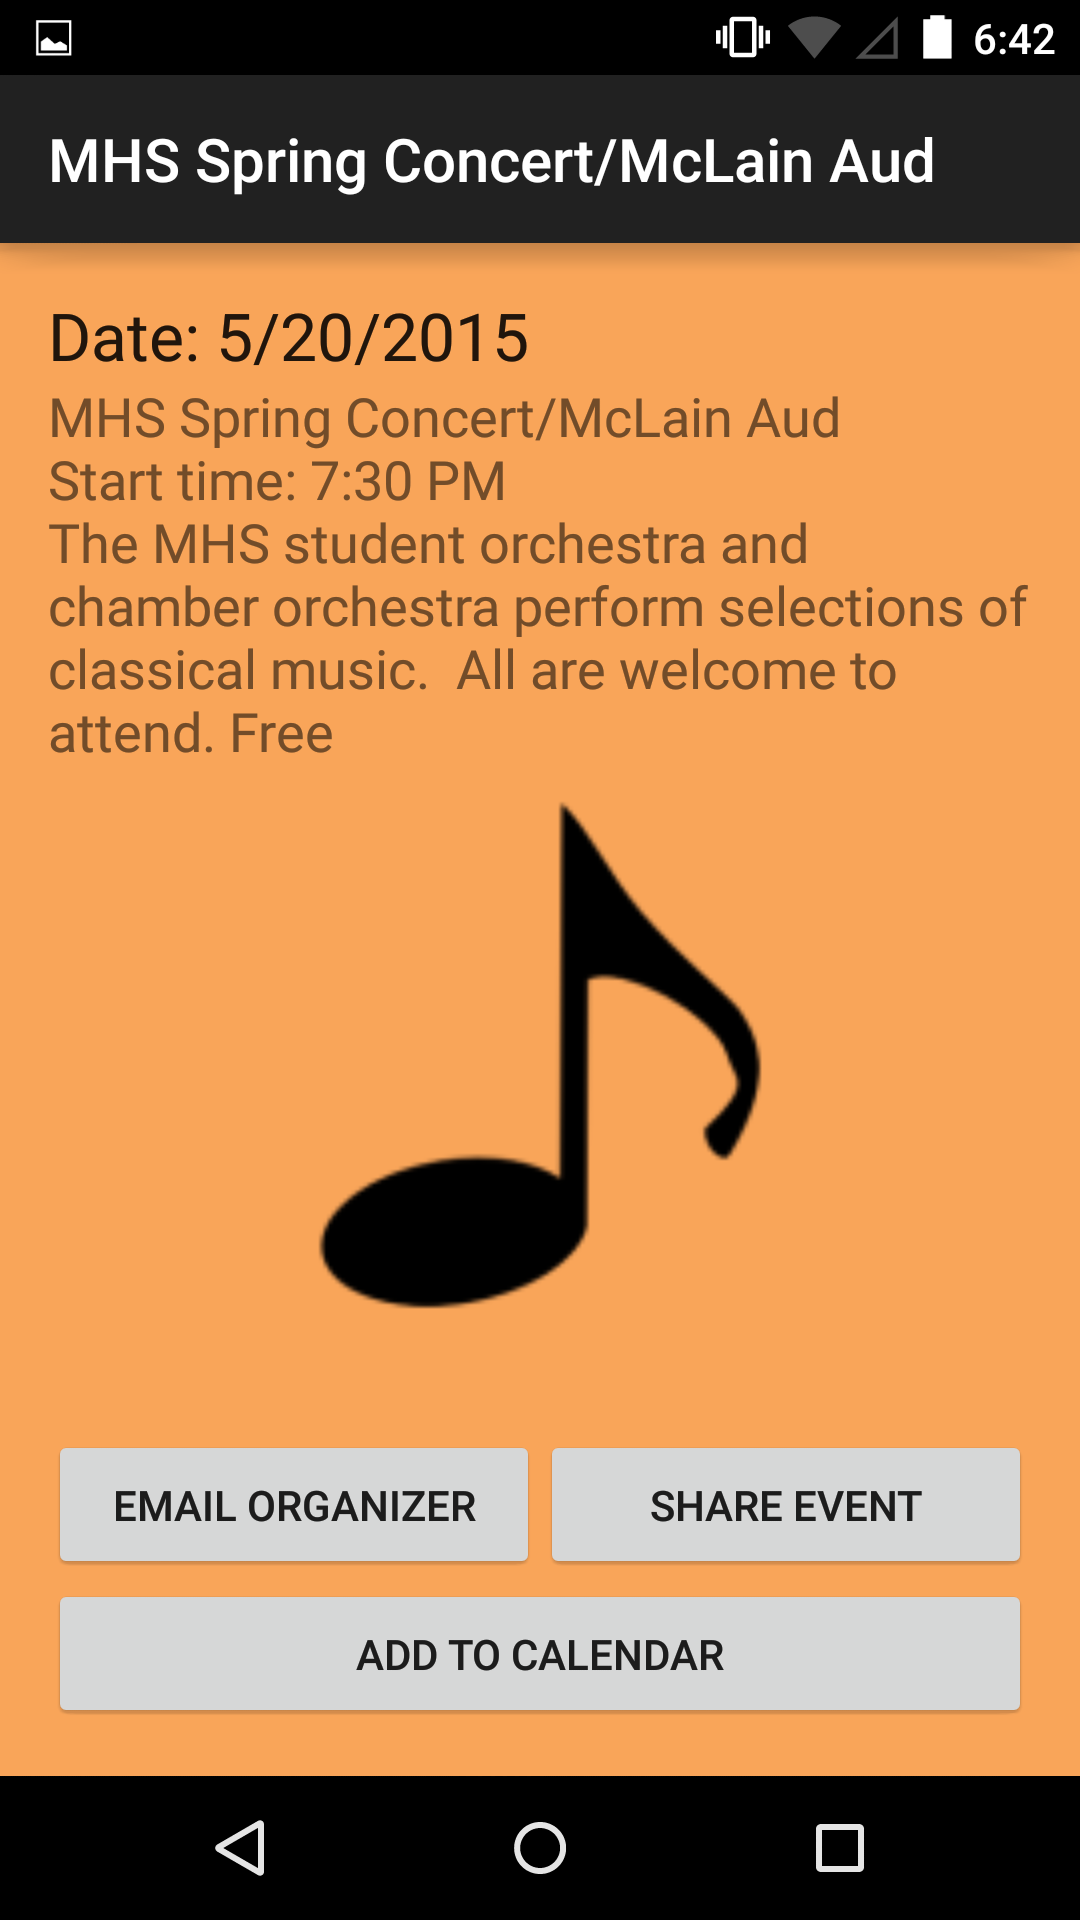 6:42
MHS Spring Concert/McLain Aud
Date: 5/20/2015
MHS Spring Concert/McLain Aud
Start time: 7:30 PM
The MHS student orchestra and
chamber orchestra perform selections of
classical music.  All are welcome to
attend. Free
EMAIL ORGANIZER
SHARE EVENT
ADD TO CALENDAR